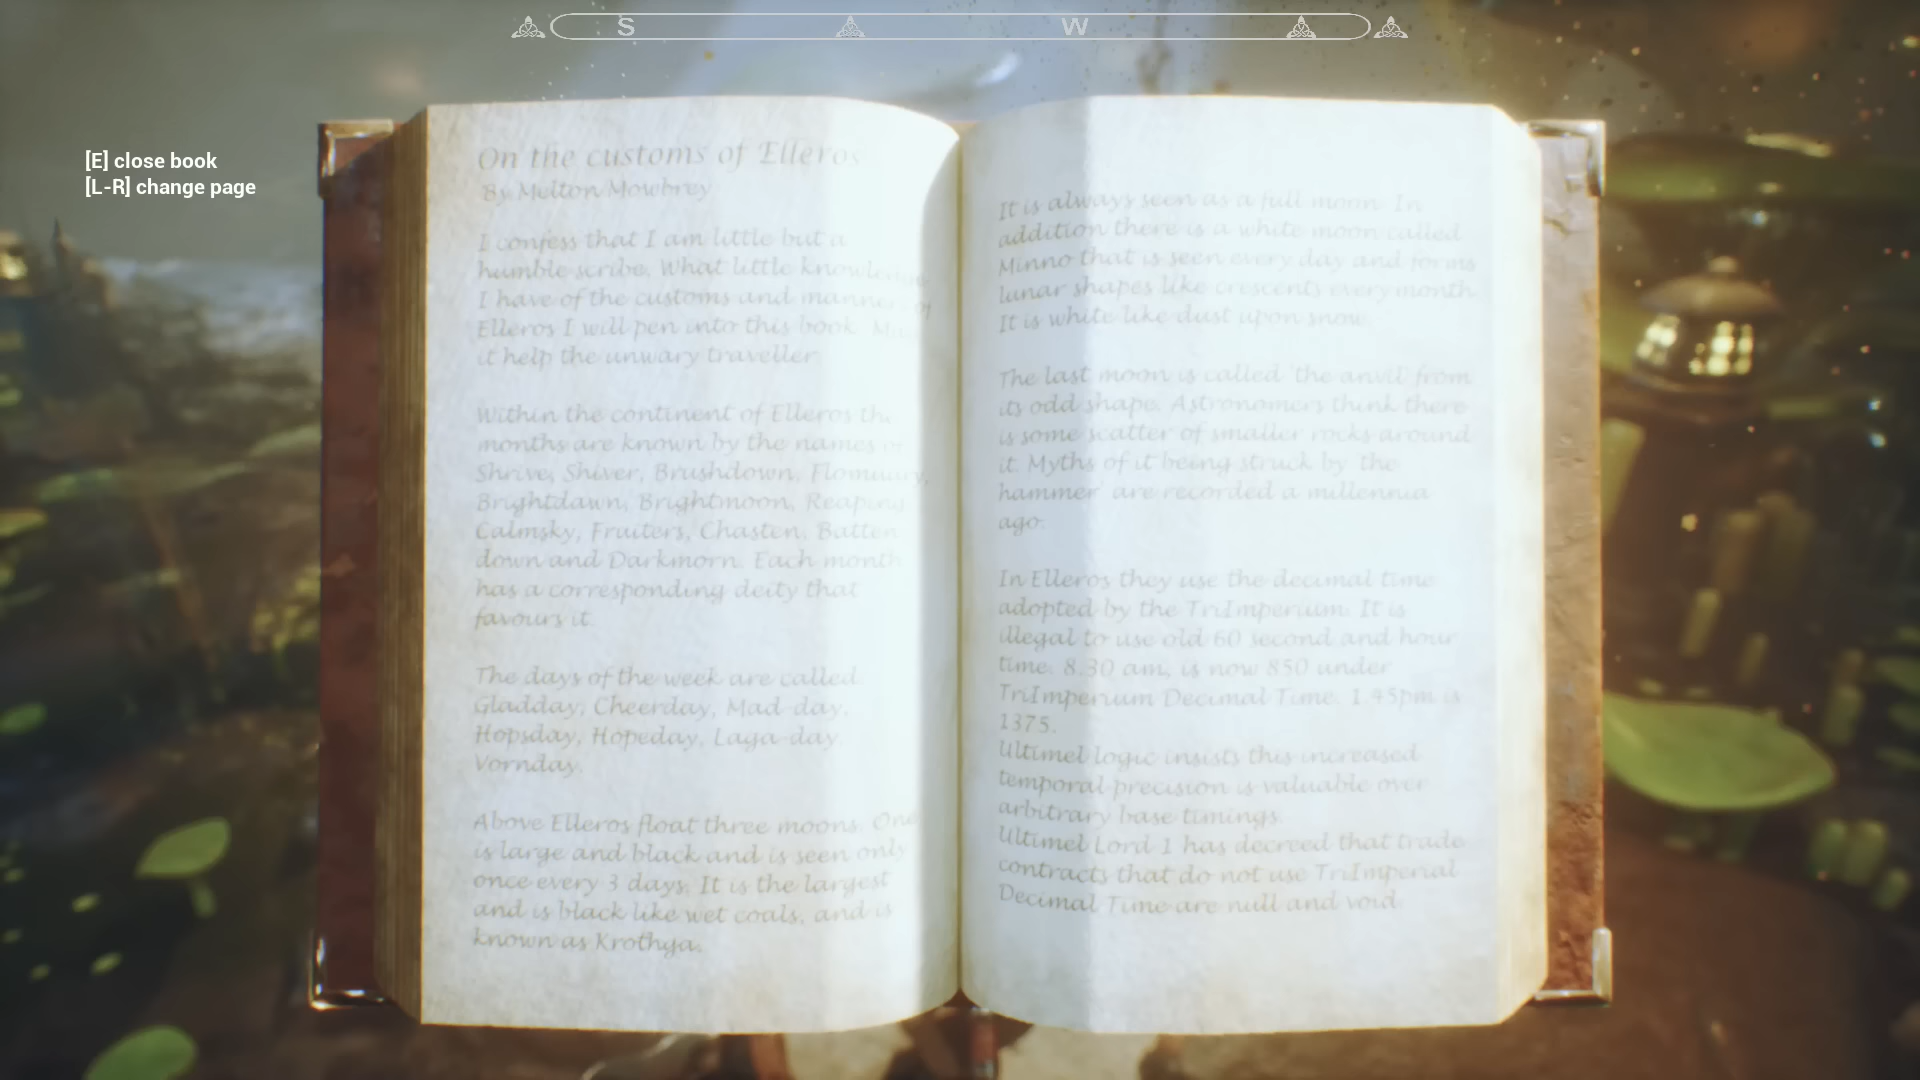 S
W
[E] close book
[L-R] change page
On the customs of Elleros
By Melton Mowbrey
I confess that I am little but a
humble scribe. What little knowledge
I have of the customs and manners of
Elleros I will pen into this book. May
it help the unwary traveller.
Within the continent of Elleros the
months are known by the names of
Shrive, Shiver, Brushdown,
Brightdawn, Brightmoon, Reaping
Calmsky, Fruiters, Chasten, Batten
down and Darkmorn. Each month
has a corresponding deity that
favours it.
The days of the week are called
Gladday, Cheerday, Mad-day,
Hopsday, Hopeday, Laga-day,
Vornday.
Above Elleros float three moons. One
is large and black and is seen only
once every 3 days. It is the largest
and is black like wet coals, and is
known as Krothga.
It is always seen as a full moon. In
addition there is a white moon called
Minno that is seen every day and forms
lunar shapes like crescents every month.
It is white like dust upon snow.
The last moon is called 'the anvil' from
its odd shape. Astronomers think there
is some scatter of smaller rocks around
it. Myths of it being struck by 'the
hammer' are recorded a millennia
ago.
In Elleros they use the decimal time
adopted by the TriImperium. It is
illegal to use old 60 second and hour
time. 8.30 am, is now 850 under
TriImperium Decimal Time. 1.45pm is
1375.
Ultimel logic insists this increased
temporal precision is valuable over
arbitrary base timings.
Ultimel Lord 1 has decreed that trade
contracts that do not use TriImperial
Decimal Time are null and void.